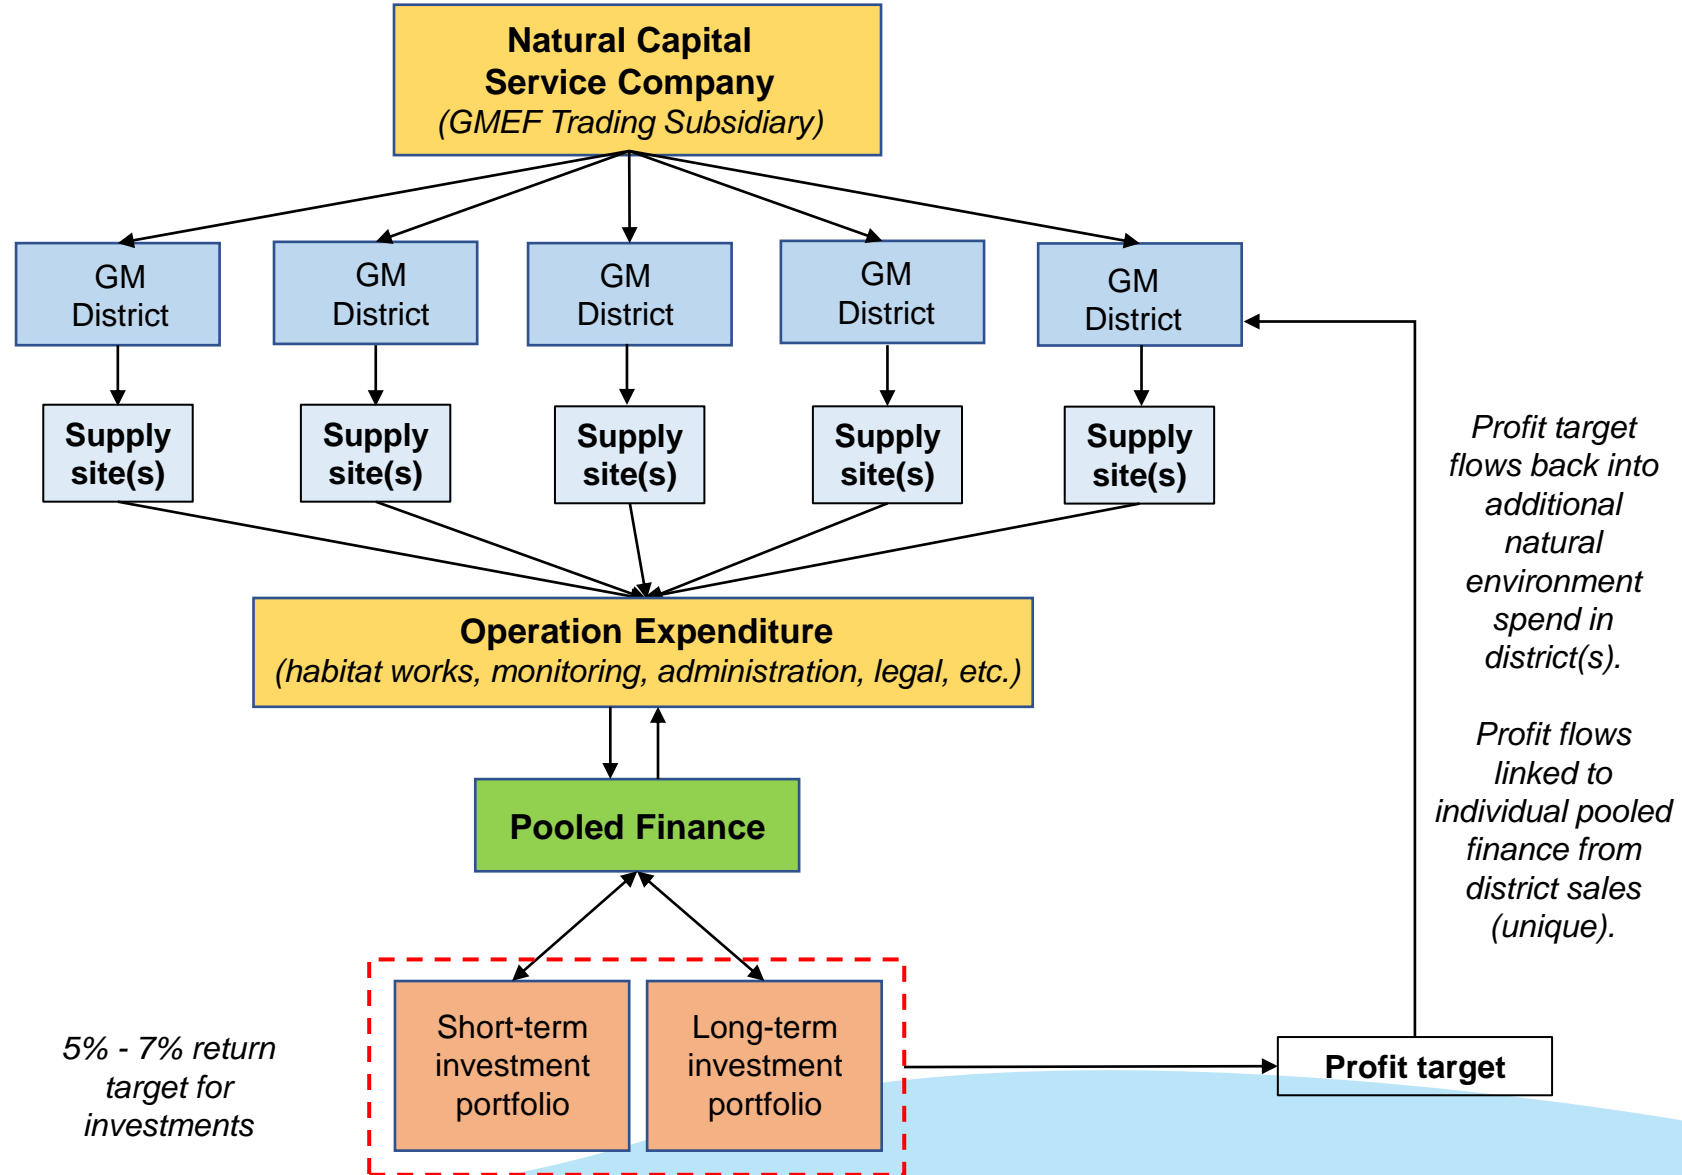 Natural Capital
Service Company
(GMEF Trading Subsidiary)
GM
District
GM
District
GM
District
GM
District
GM
District
Supply
site(s)
Supply
site(s)
Supply
site(s)
Supply
site(s)
Supply
site(s)
Profit target
flows back into
additional
natural
environment
spend in
district(s).
Profit flows
linked to
individual pooled
finance from
district sales
(unique).
Operation Expenditure
(habitat works, monitoring, administration, legal, etc.)
Pooled Finance
5% - 7% return
target for
investments
Short-term
investment
portfolio
Long-term
investment
portfolio
Profit target